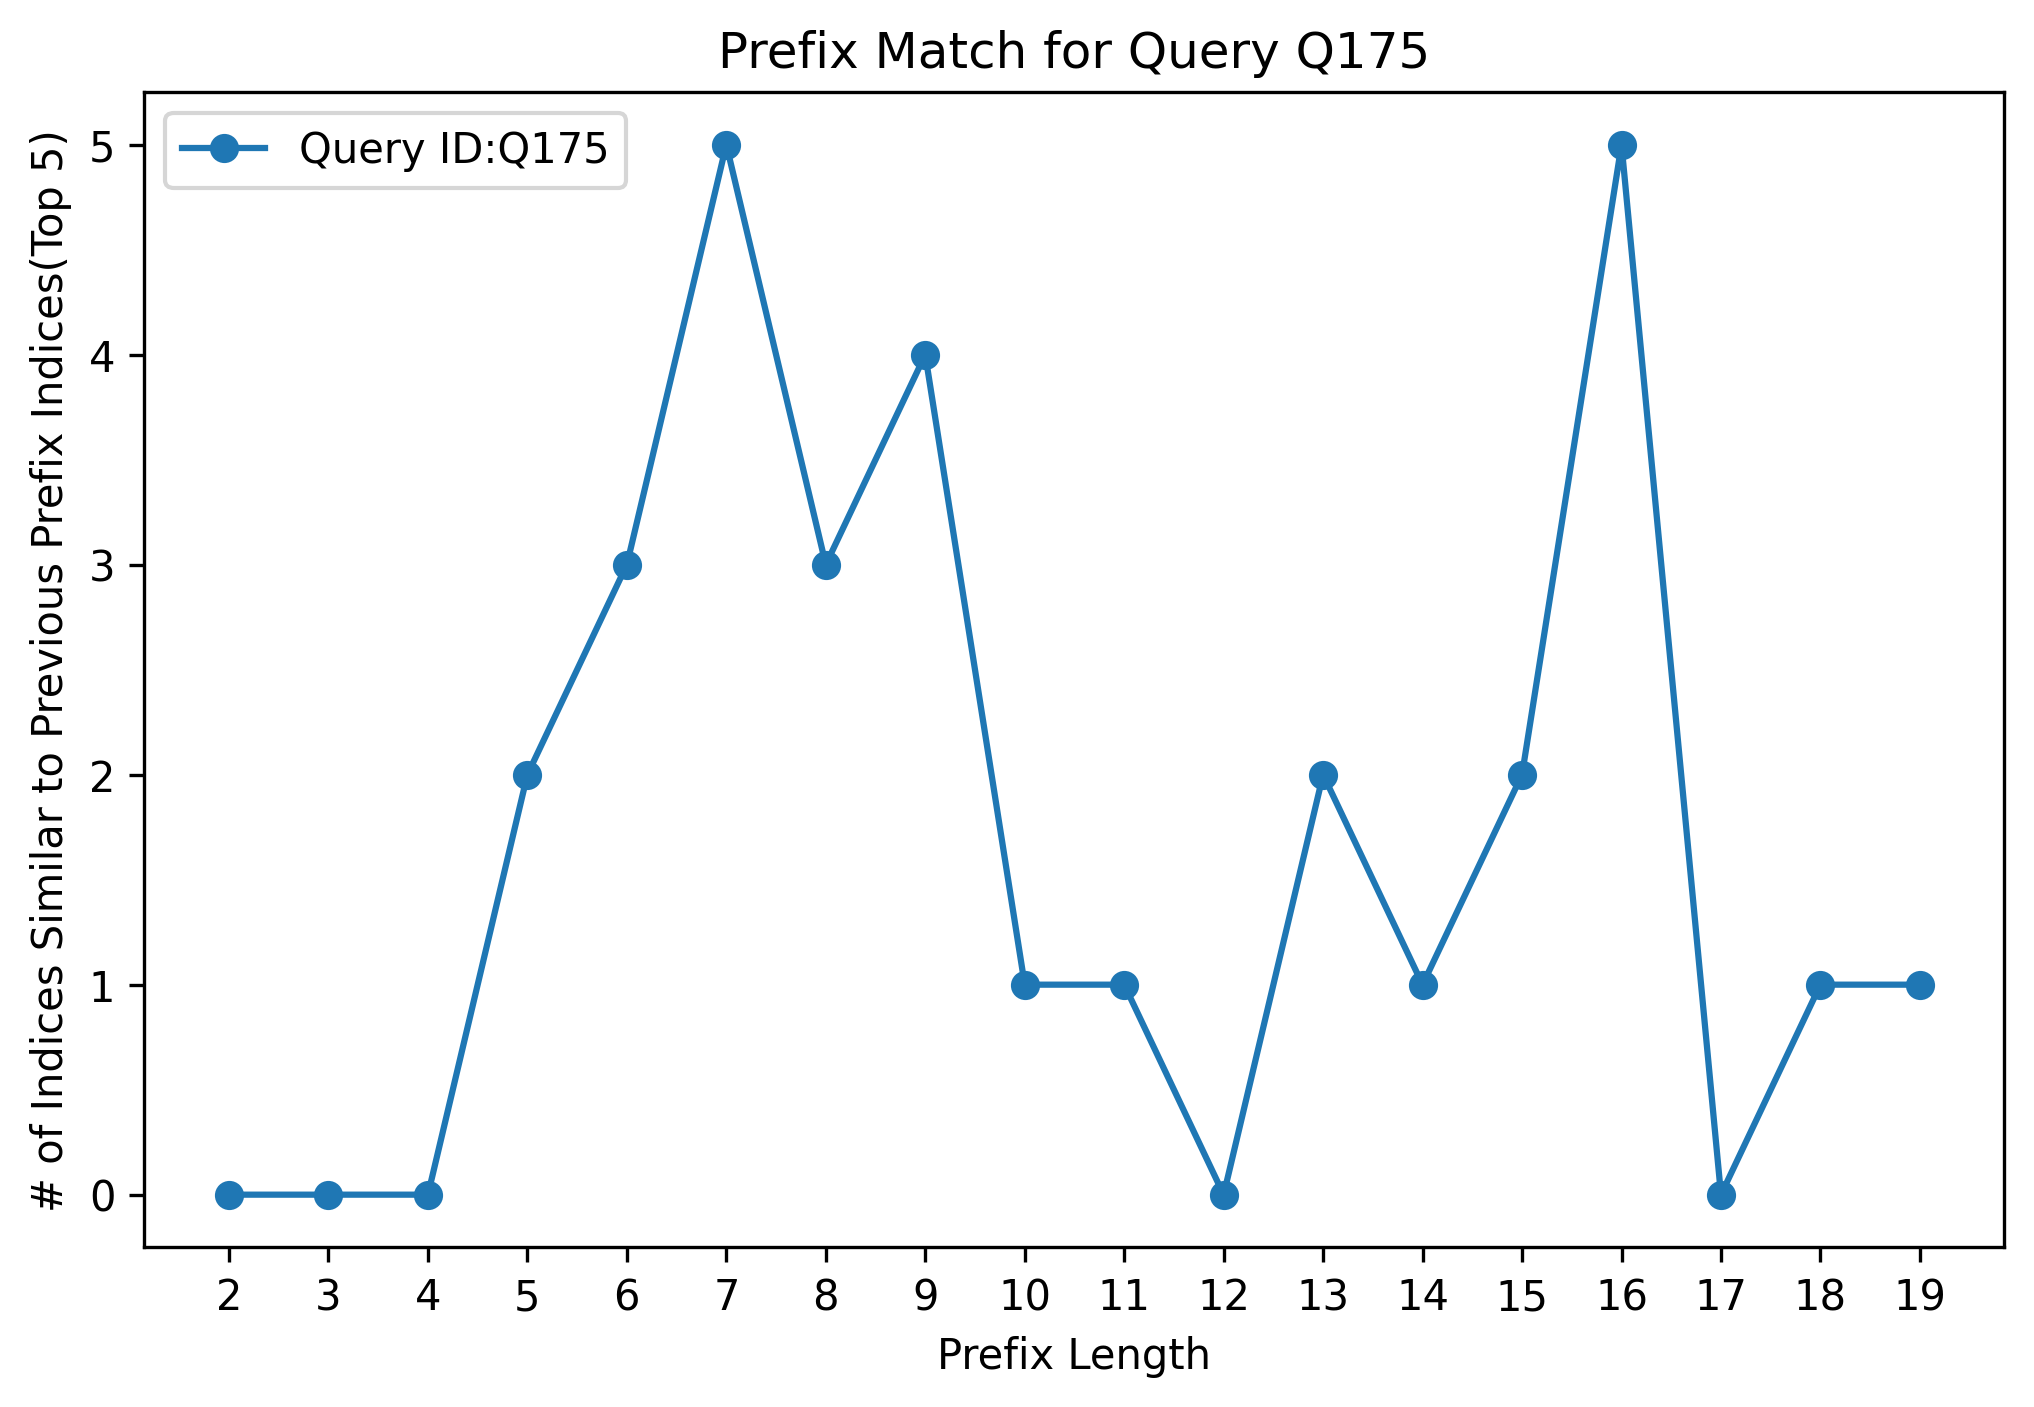 Prefix Match for Query Q175
Query ID:Q175
# of Indices Similar to Previous Prefix Indices(Top 5)
5
4
3
2
1
0
2 3 4 5 6 7 8 9 10 11 12 13 14 15 16 17 18 19
Prefix Length